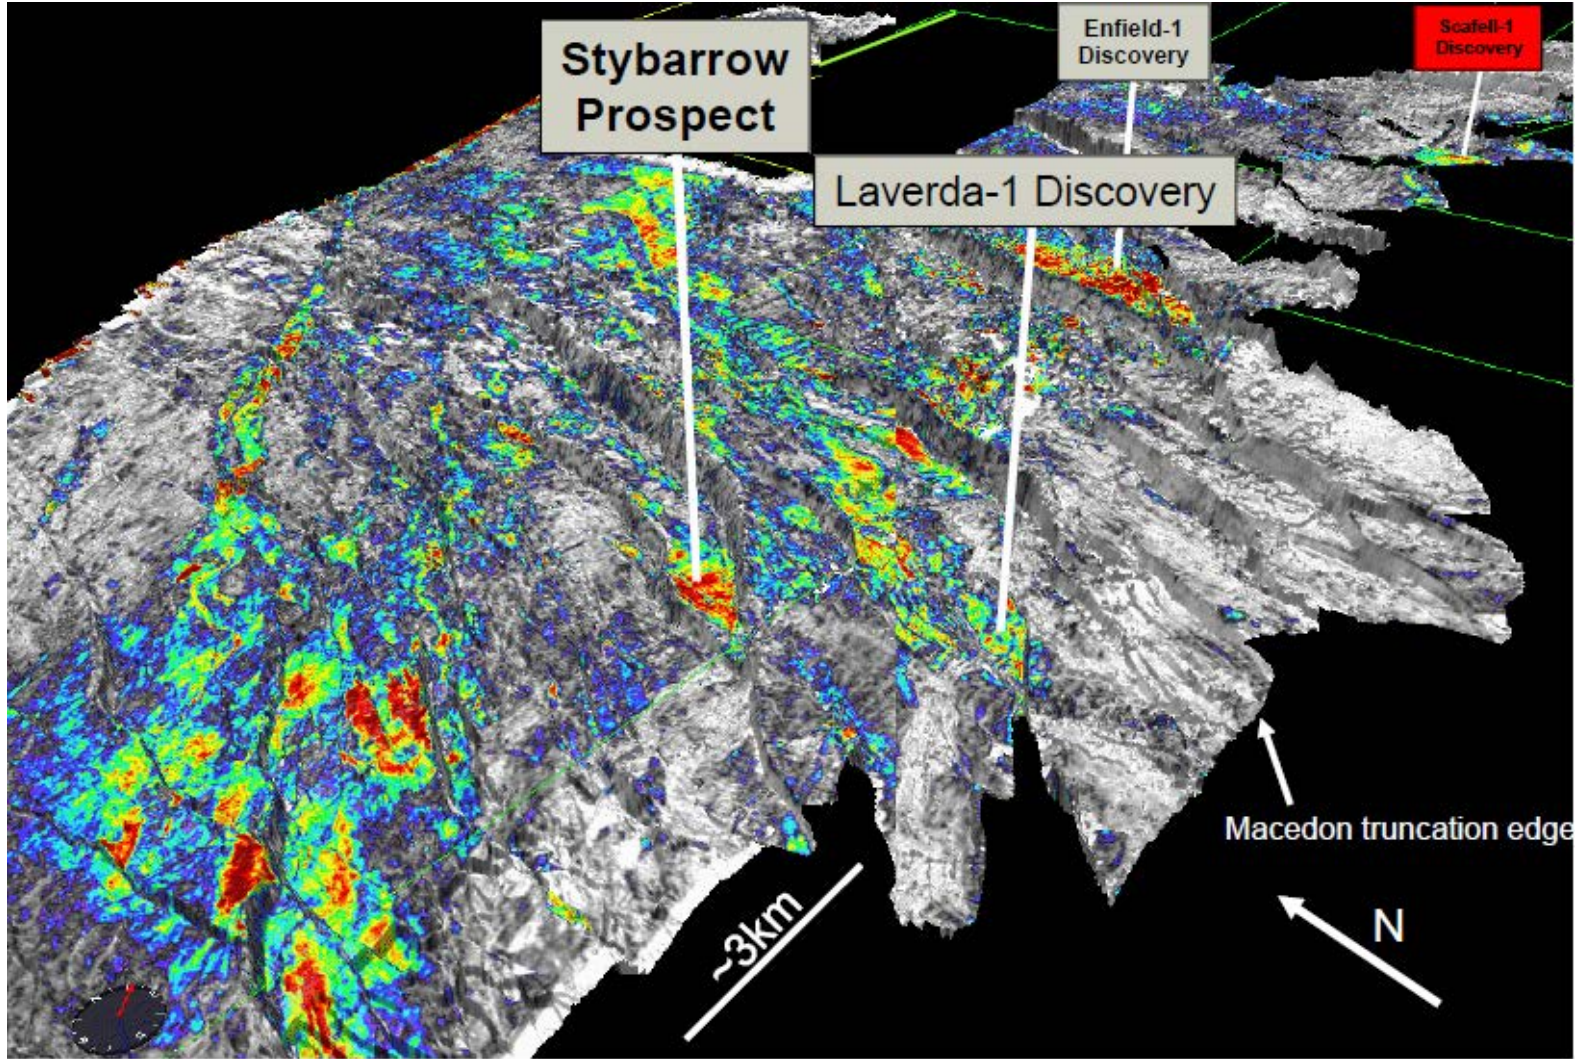 Stybarrow
Prospect
Enfield-1
Discovery
Scafell-1
Discovery
Laverda-1 Discovery
Macedon truncation edge
~3km
N